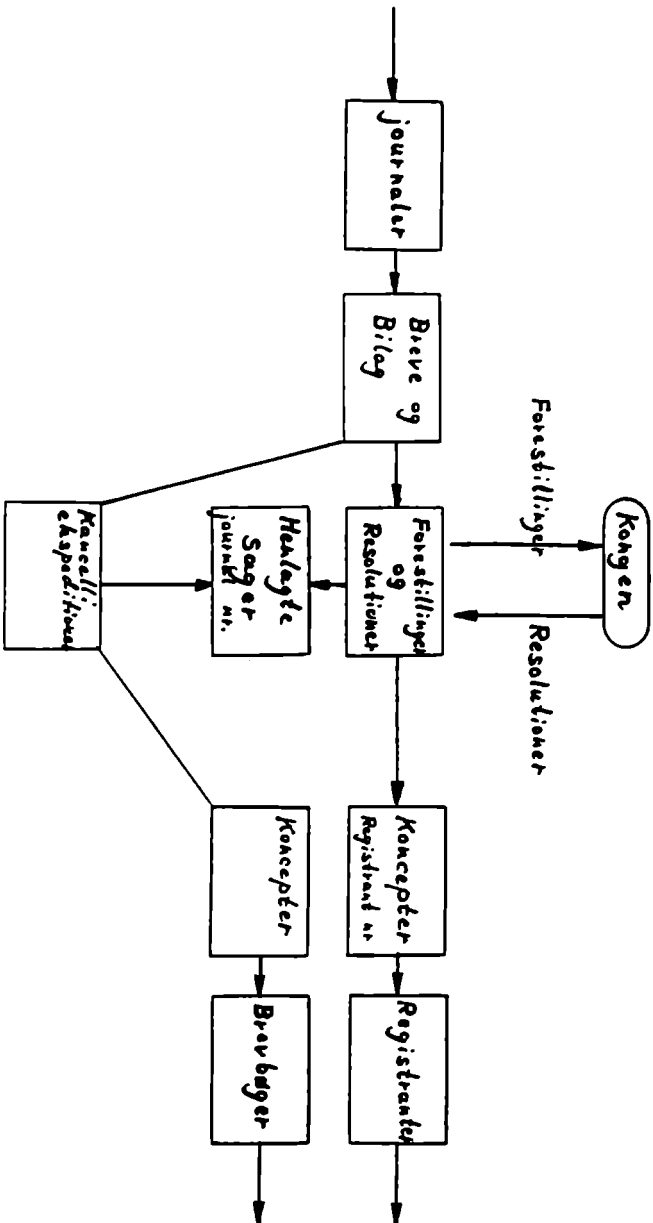 Kongen
Forestillinger
Resolutioner
journaler
Breve og
Bilag
Forestillinger
og
Resolutioner
Koncepter
Registrant nr
Registranter
Henlagte
Sager
journal nr.
Koncepter
Brevbøger
Kancelli
ekspeditioner